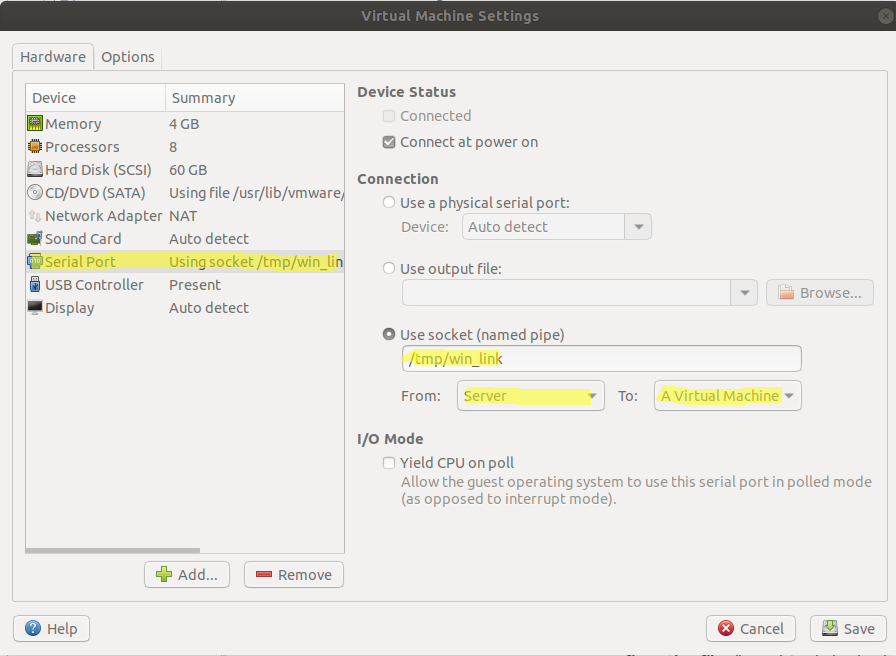 Virtual Machine Settings
Hardware Options
Device Summary
Memory 4 GB
Processors 8
Hard Disk (SCSI) 60 GB
CD/DVD (SATA) Using file /usr/lib/vmware/
Network Adapter NAT
Sound Card Auto detect
Serial Port Using socket /tmp/win_lin
USB Controller Present
Display Auto detect
Add... Remove
Device Status
Connected
Connect at power on
Connection
Use a physical serial port:
Device: Auto detect
Use output file:
Browse...
Use socket (named pipe)
/tmp/win_link
From: Server To: A Virtual Machine
I/O Mode
Yield CPU on poll
Allow the guest operating system to use this serial port in polled mode
(as opposed to interrupt mode).
Help Cancel Save